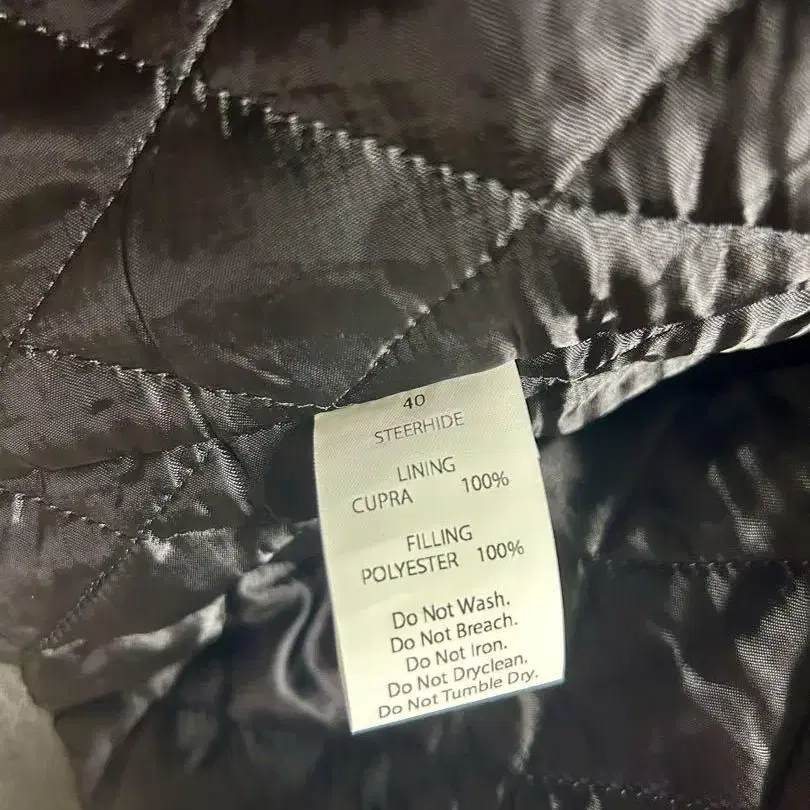 40
STEERHIDE
LINING
CUPRA 100%
FILLING
POLYESTER 100%
Do Not Wash.
Do Not Breach.
Do Not Iron.
Do Not Dryclean.
Do Not Tumble Dry.